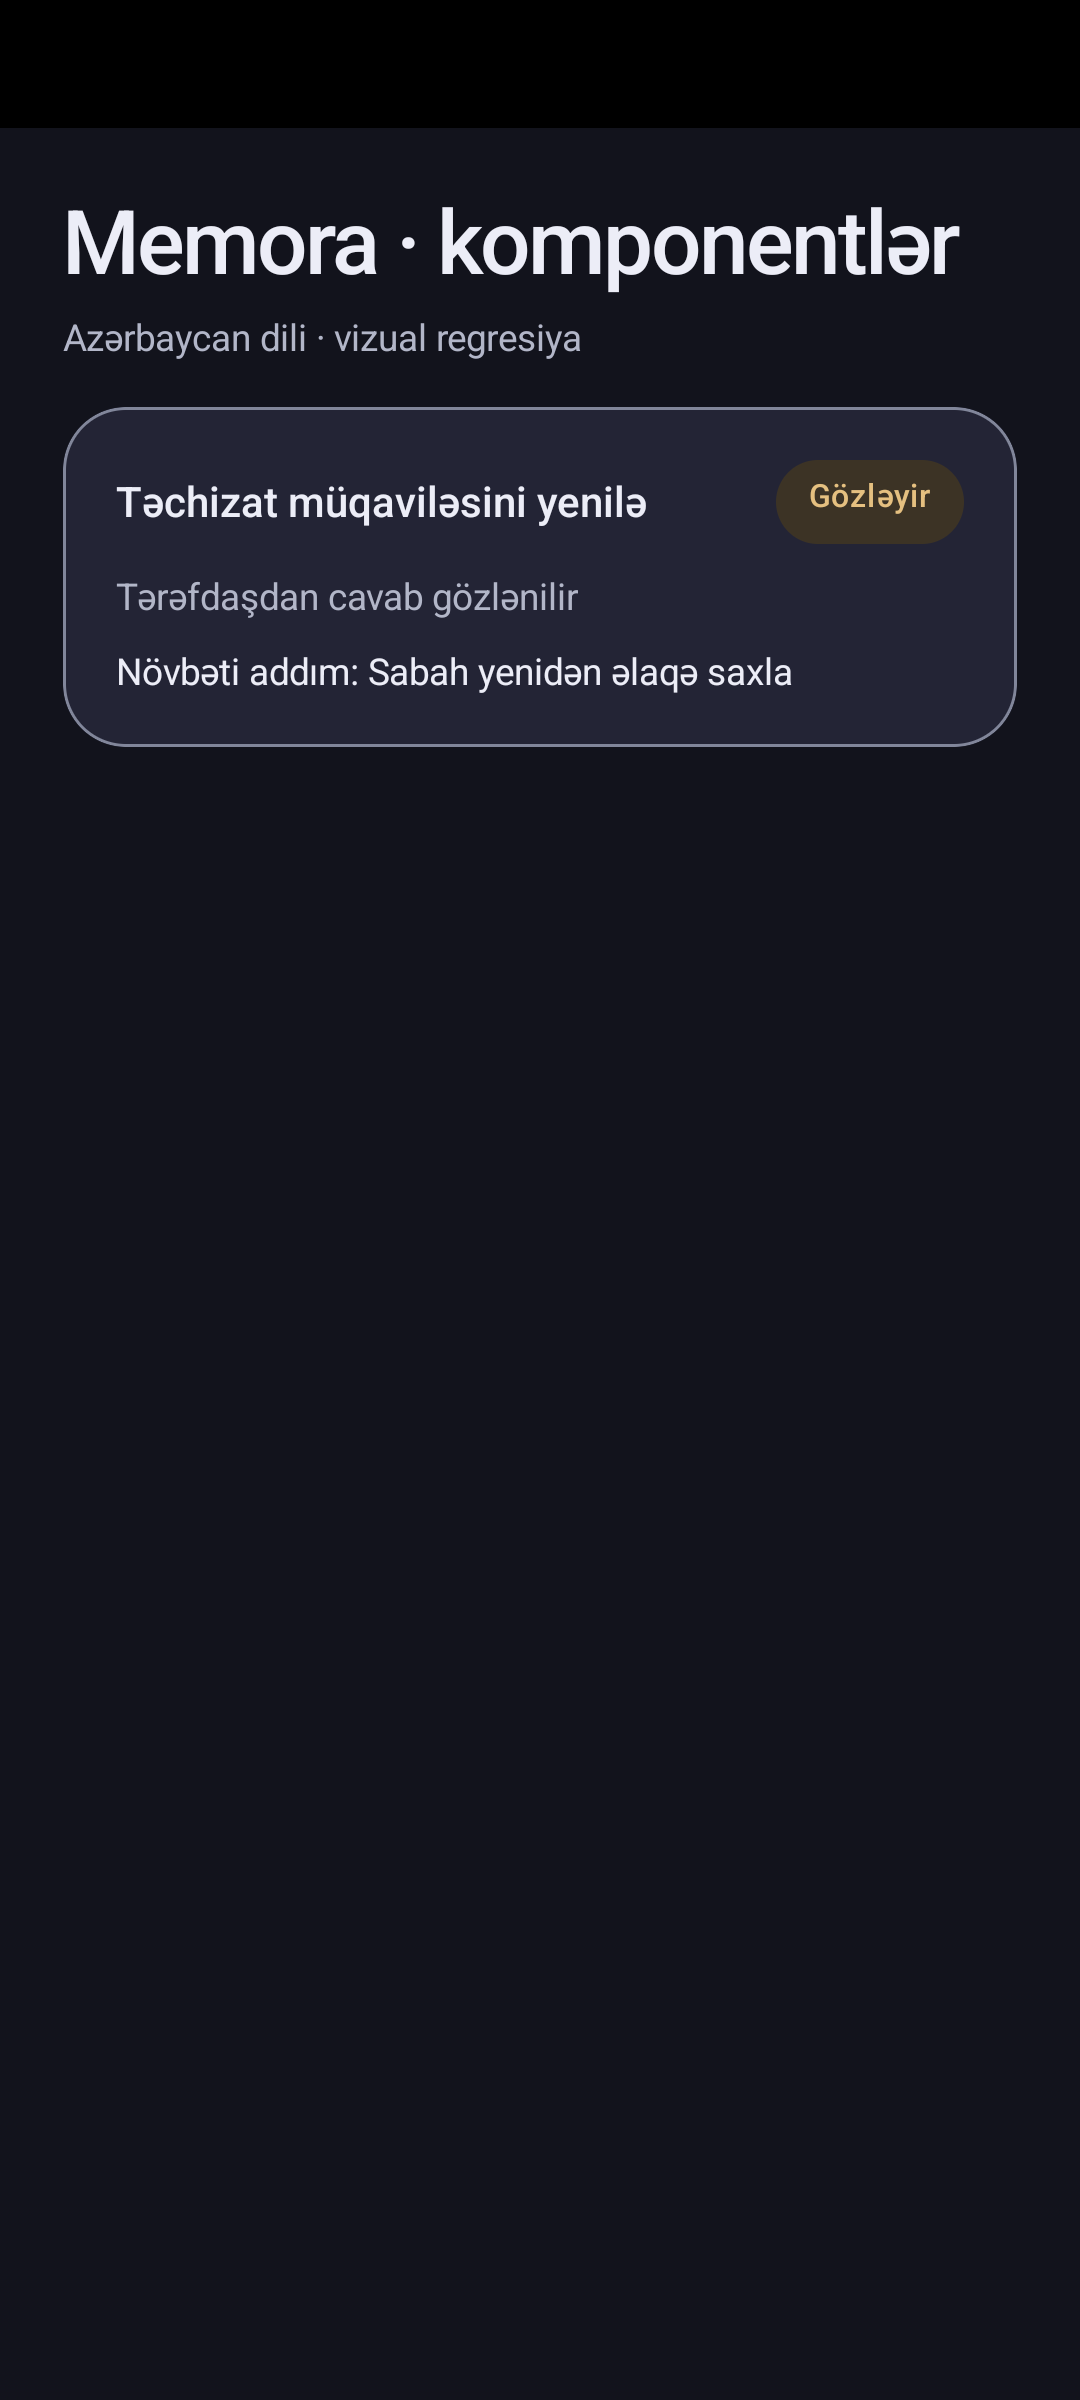 Memora · komponentlər
Azərbaycan dili · vizual regresiya
Təchizat müqaviləsini yenilə
Gözləyir
Tərəfdaşdan cavab gözlənilir
Növbəti addım: Sabah yenidən əlaqə saxla